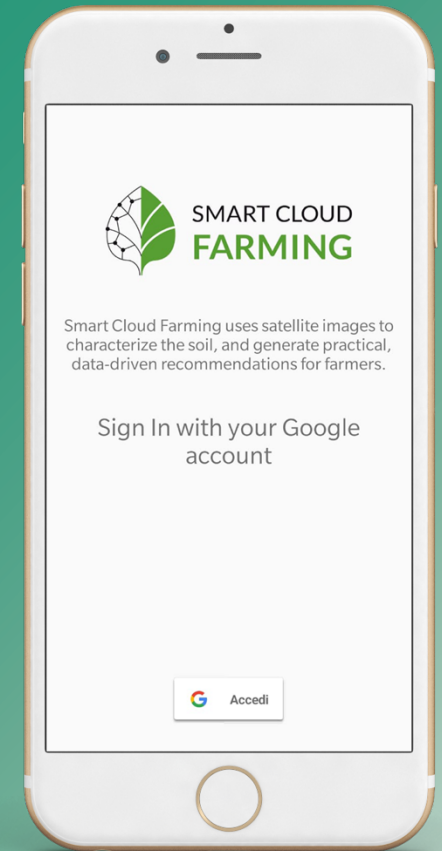 SMART CLOUD
FARMING
Smart Cloud Farming uses satellite images to
characterize the soil, and generate practical,
data-driven recommendations for farmers.
Sign In with your Google
account
Accedi